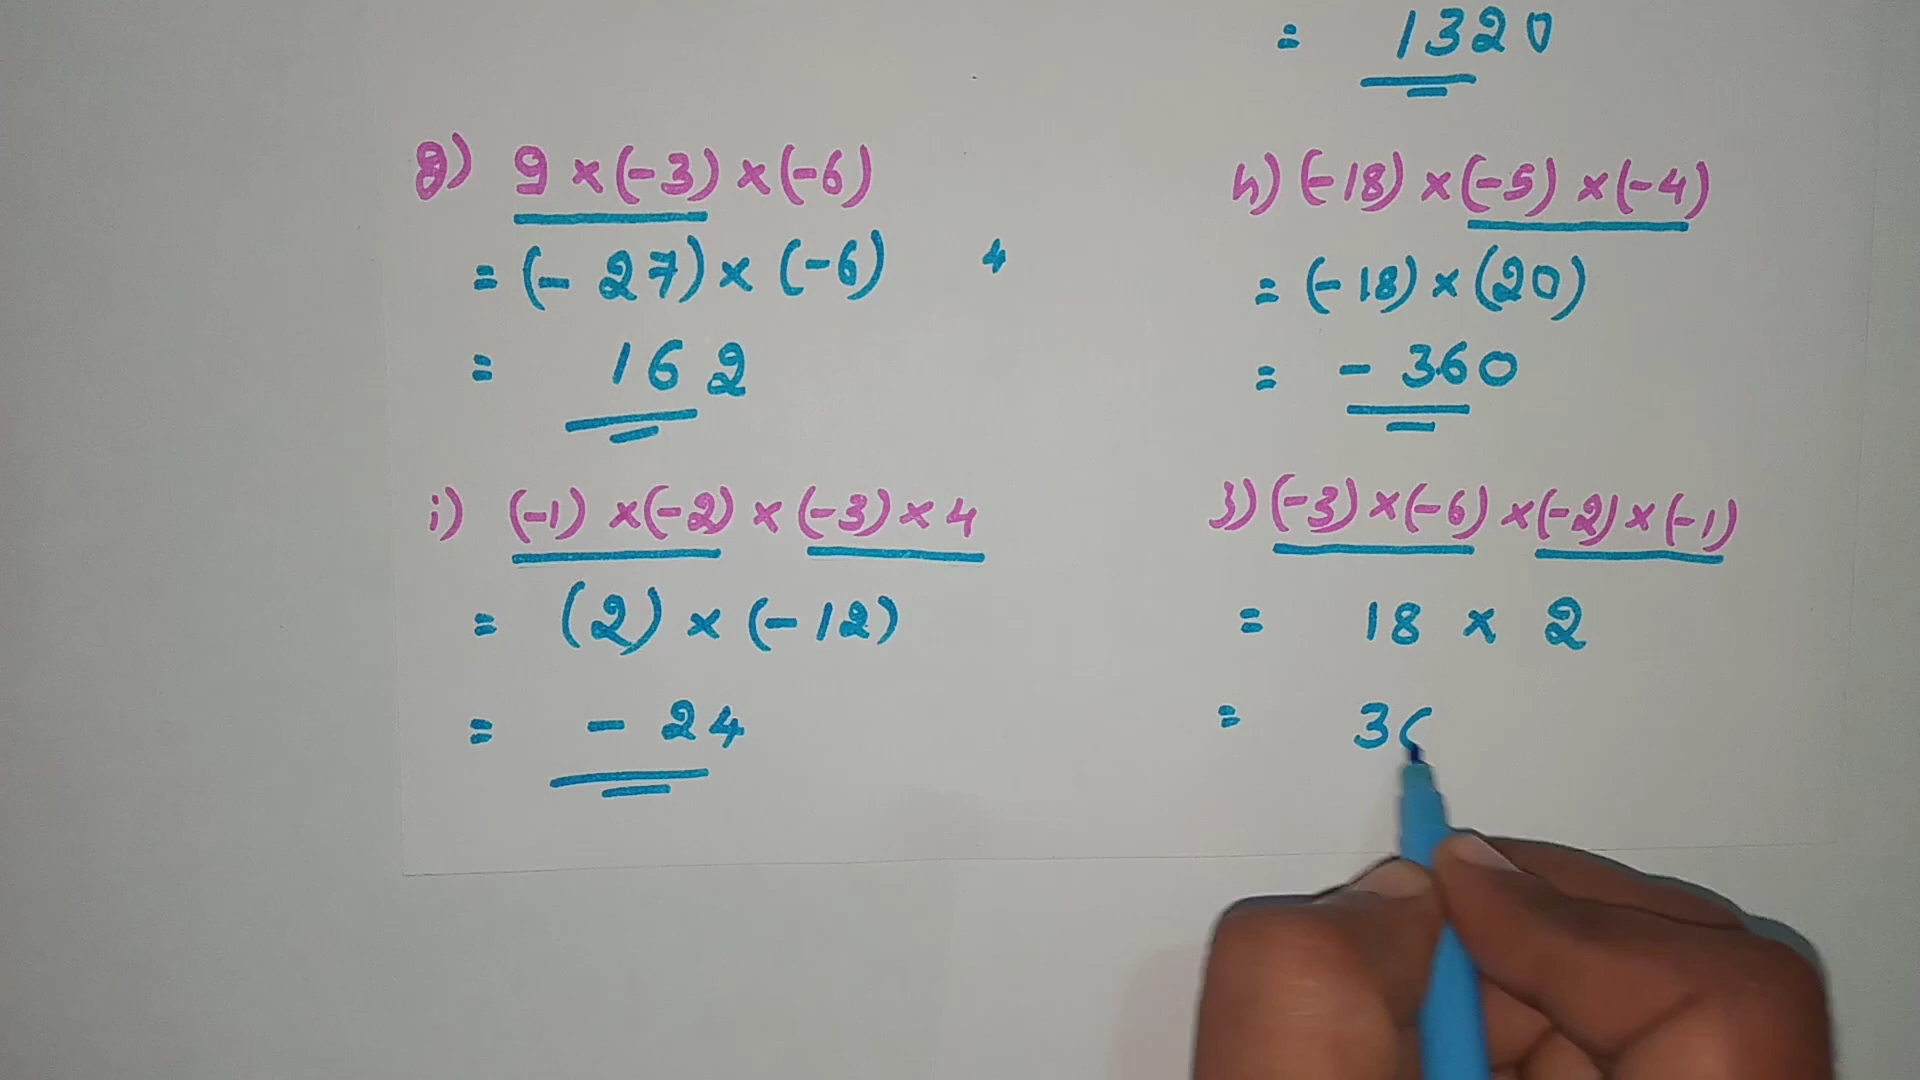 = 1320
g) 9 × (-3) × (-6)
= (- 27) × (-6) 4
= 162
h) (-18) × (-5) × (-4)
= (-18) × (20)
= - 360
i) (-1) × (-2) × (-3) × 4
= (2) × (-12)
= - 24
j) (-3) × (-6) × (-2) × (-1)
= 18 × 2
= 3